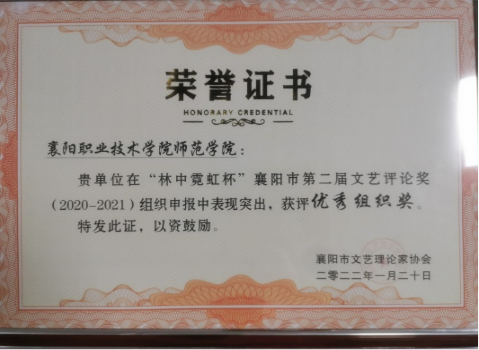 荣誉证书
HONORARY CREDENTIAL
襄阳职业技术学院师范学院：
贵单位在“林中霓虹杯”襄阳市第二届文艺评论奖
（2020-2021）组织申报中表现突出，获评优秀组织奖。
特发此证，以资鼓励。
襄阳市文艺理论家协会
二零二二年一月二十日